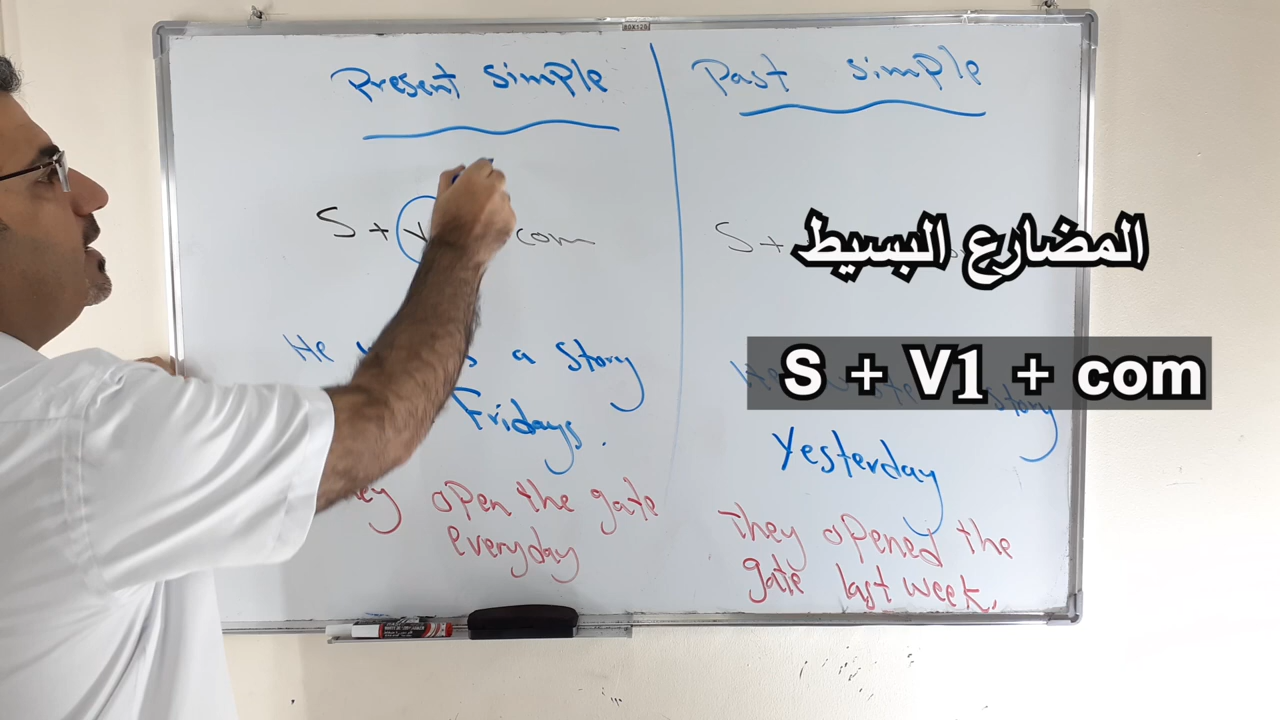 Present simple
S + com
He a story
Fridays.
open the gate
everyday
Past simple
S +
المضارع البسيط
S + V1 + com
He story
Yesterday
they opened the
gate last week.